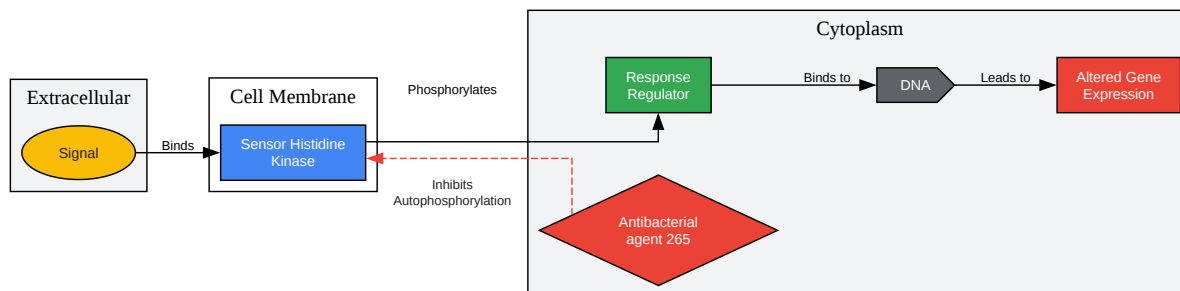 Extracellular
Signal
Binds
Cell Membrane
Sensor Histidine
Kinase
Phosphorylates
Inhibits
Autophosphorylation
Cytoplasm
Response
Regulator
Binds to
DNA
Leads to
Altered Gene
Expression
Antibacterial
agent 265